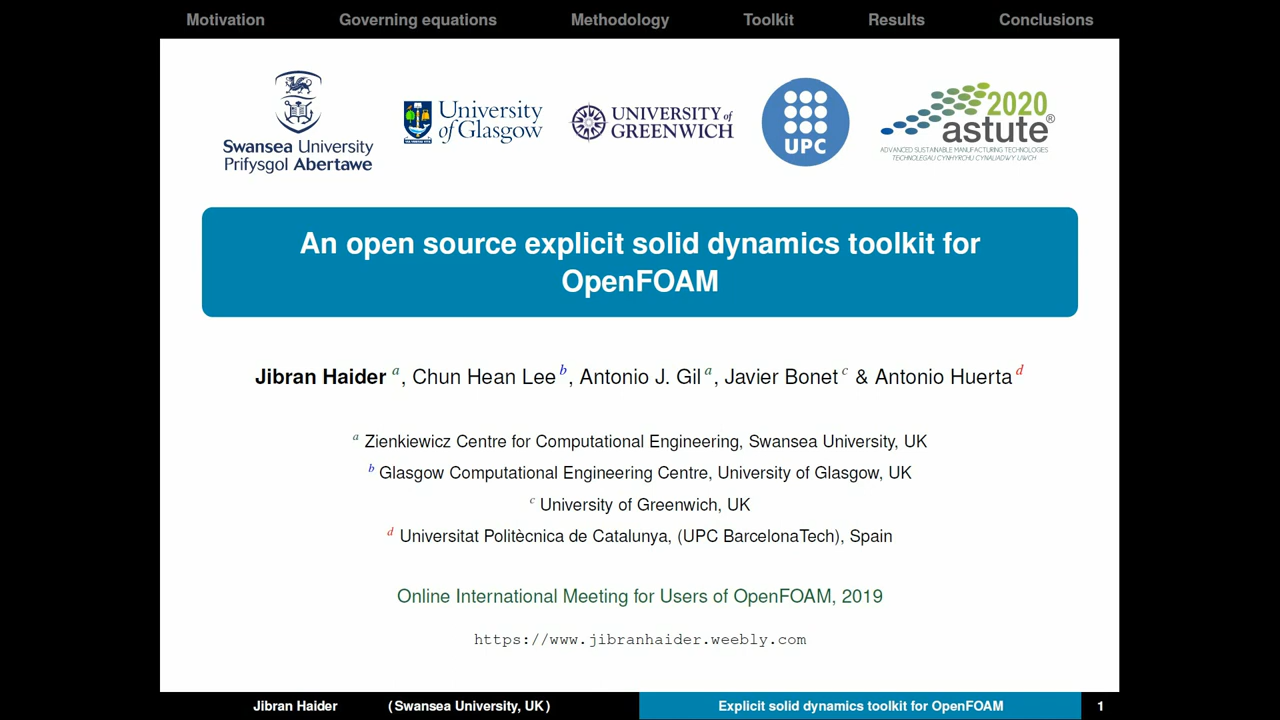 Motivation Governing equations Methodology Toolkit Results Conclusions
Swansea University
Prifysgol Abertawe
University
of Glasgow
UNIVERSITY of
GREENWICH
UPC
2020
astute®
ADVANCED SUSTAINABLE MANUFACTURING TECHNOLOGIES
TECHNOLEGAU CYNHYRCHU CYNALIADWY UWCH
An open source explicit solid dynamics toolkit for
OpenFOAM
Jibran Haider a, Chun Hean Lee b, Antonio J. Gil a, Javier Bonet c & Antonio Huerta d
a Zienkiewicz Centre for Computational Engineering, Swansea University, UK
b Glasgow Computational Engineering Centre, University of Glasgow, UK
c University of Greenwich, UK
d Universitat Politècnica de Catalunya, (UPC BarcelonaTech), Spain
Online International Meeting for Users of OpenFOAM, 2019
https://www.jibranhaider.weebly.com
Jibran Haider (Swansea University, UK) Explicit solid dynamics toolkit for OpenFOAM 1